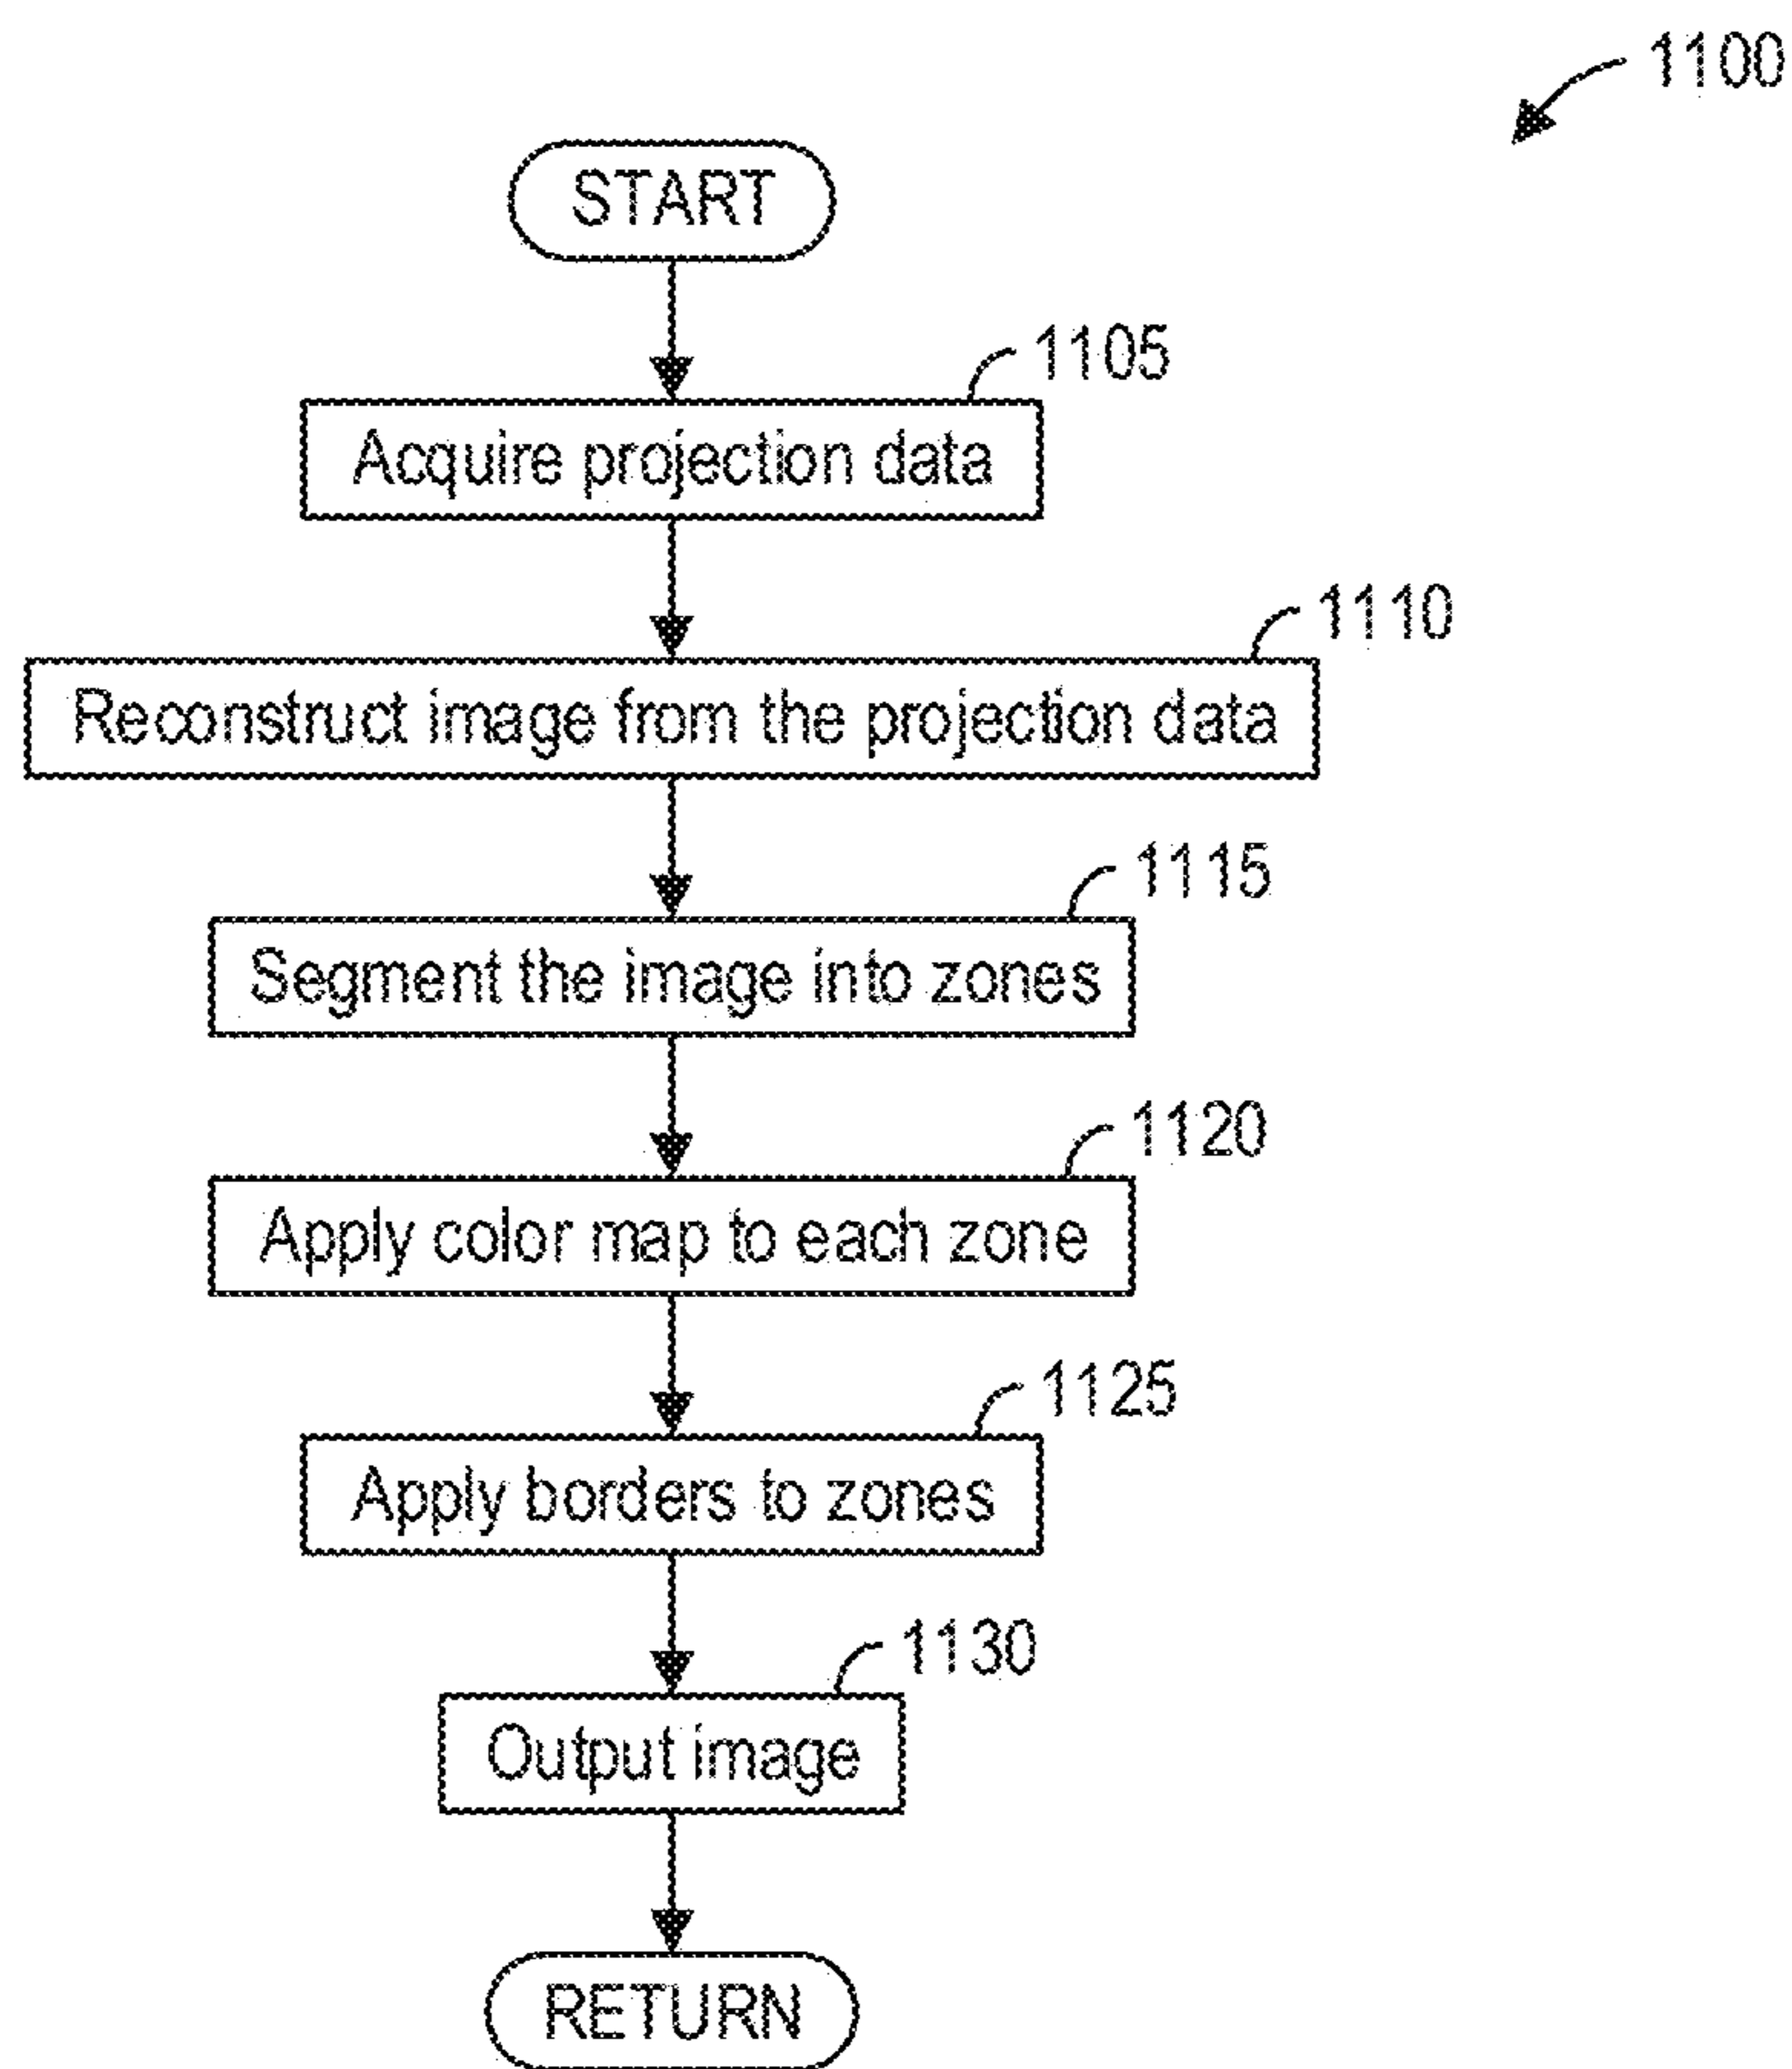 1100
START
1105
Acquire projection data
1110
Reconstruct image from the projection data
1115
Segment the image into zones
1120
Apply color map to each zone
1125
Apply borders to zones
1130
Output image
RETURN